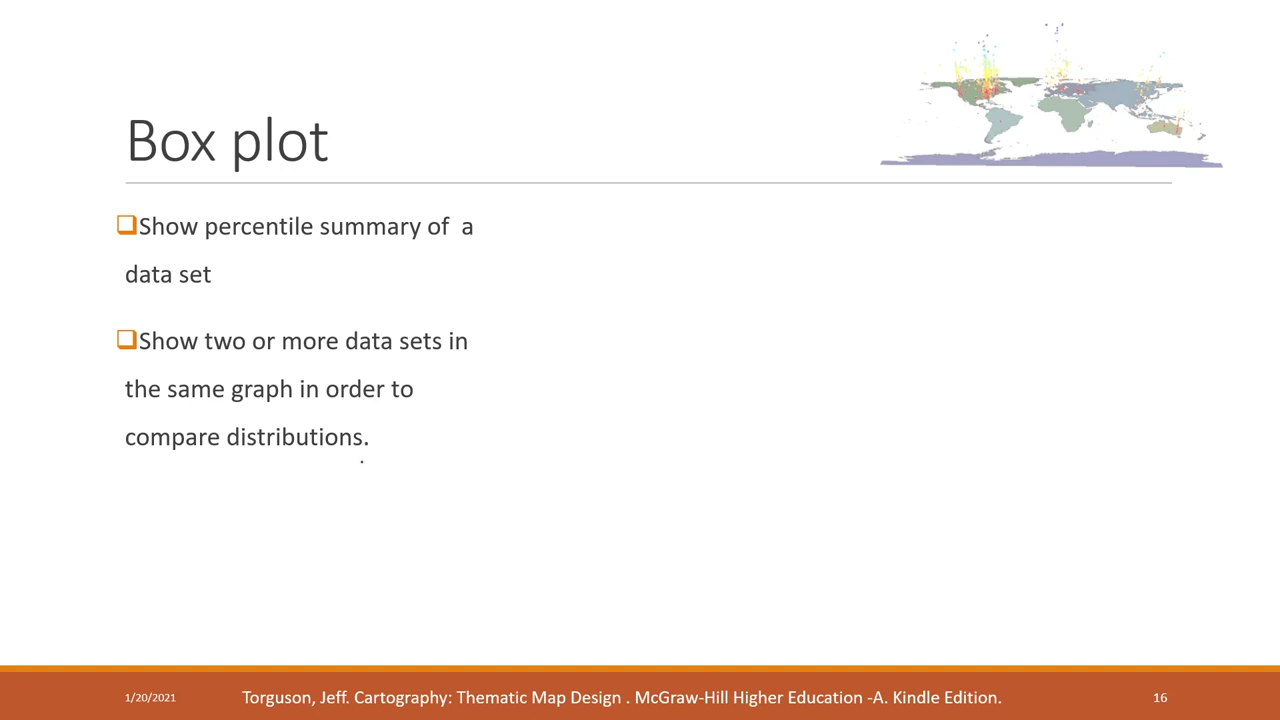 Box plot
❑Show percentile summary of a
data set
❑Show two or more data sets in
the same graph in order to
compare distributions.
1/20/2021
Torguson, Jeff. Cartography: Thematic Map Design . McGraw-Hill Higher Education -A. Kindle Edition.
16